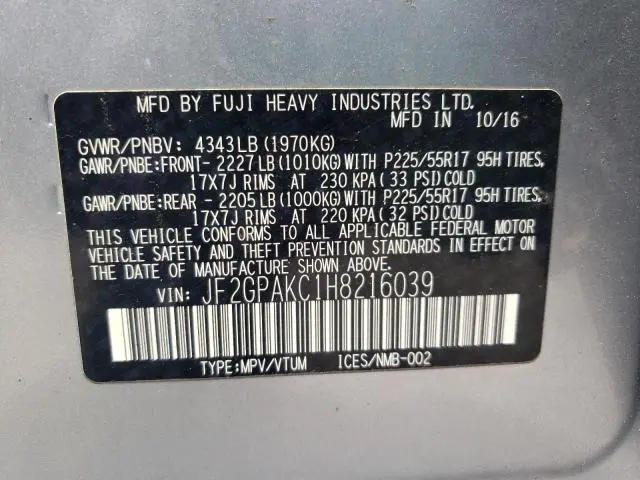 MFD BY FUJI HEAVY INDUSTRIES LTD.
MFD IN 10/16
GVWR/PNBV: 4343LB (1970KG)
GAWR/PNBE:FRONT- 2227LB (1010KG) WITH P225/55R17 95H TIRES,
17X7J RIMS AT 230 KPA (33 PSI) COLD
GAWR/PNBE:REAR - 2205LB (1000KG) WITH P225/55R17 95H TIRES,
17X7J RIMS AT 220 KPA (32 PSI) COLD
THIS VEHICLE CONFORMS TO ALL APPLICABLE FEDERAL MOTOR
VEHICLE SAFETY AND THEFT PREVENTION STANDARDS IN EFFECT ON
THE DATE OF MANUFACTURE SHOWN ABOVE.
VIN: JF2GPAKC1H8216039
TYPE:MPV/VTUM ICES/NMB-002